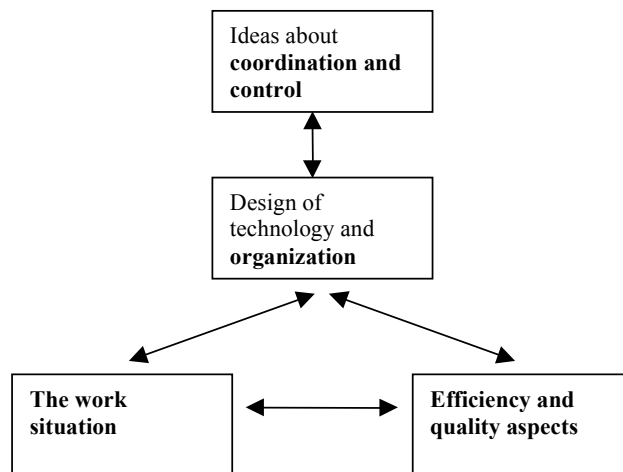 Ideas about
coordination and
control
Design of
technology and
organization
The work
situation
Efficiency and
quality aspects